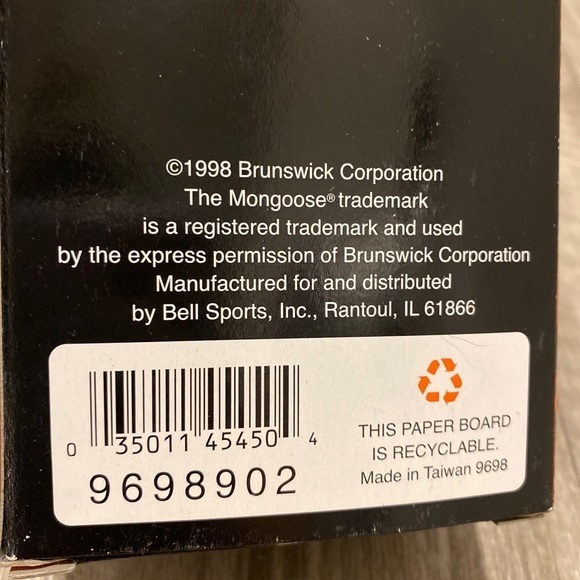 ©1998 Brunswick Corporation
The Mongoose® trademark
is a registered trademark and used
by the express permission of Brunswick Corporation
Manufactured for and distributed
by Bell Sports, Inc., Rantoul, IL 61866
0 35011 45450 4
9698902
THIS PAPER BOARD
IS RECYCLABLE.
Made in Taiwan 9698